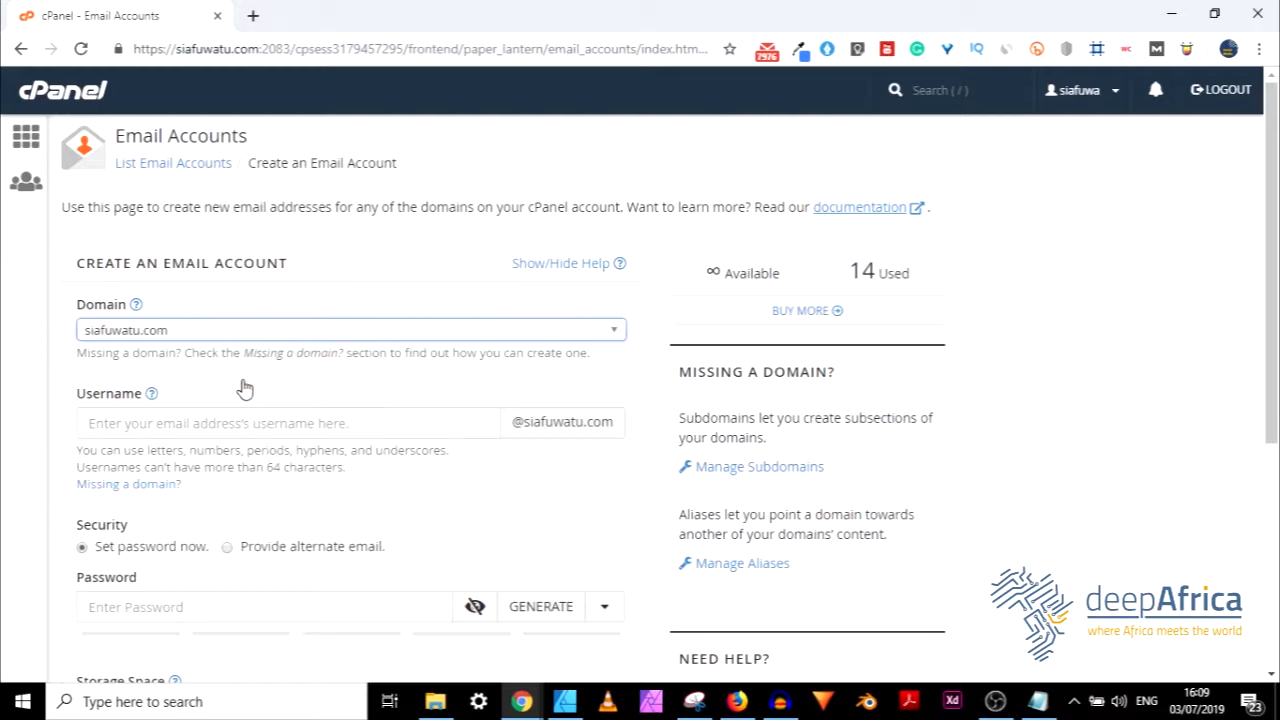 cPanel - Email Accounts
https://siafuwatu.com:2083/cpsess3179457295/frontend/paper_lantern/email_accounts/index.htm...
7976
IQ
WC
M
cPanel
Search ( / )
siafuwa
LOGOUT
Email Accounts
List Email Accounts / Create an Email Account
Use this page to create new email addresses for any of the domains on your cPanel account. Want to learn more? Read our documentation .
CREATE AN EMAIL ACCOUNT
Show/Hide Help
Domain
siafuwatu.com
Missing a domain? Check the Missing a domain? section to find out how you can create one.
Username
Enter your email address's username here.
@siafuwatu.com
You can use letters, numbers, periods, hyphens, and underscores.
Usernames can't have more than 64 characters.
Missing a domain?
Security
Set password now.
Provide alternate email.
Password
Enter Password
GENERATE
Storage Space
∞ Available
14 Used
BUY MORE
MISSING A DOMAIN?
Subdomains let you create subsections of
your domains.
Manage Subdomains
Aliases let you point a domain towards
another of your domains' content.
Manage Aliases
NEED HELP?
deepAfrica
where Africa meets the world
Type here to search
Xd
ENG
16:09
03/07/2019
23